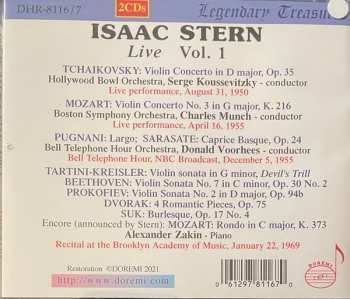 DHR-8116/7
2CDs
Legendary Treasures
ISAAC STERN
Live Vol. 1
TCHAIKOVSKY: Violin Concerto in D major, Op. 35
Hollywood Bowl Orchestra, Serge Koussevitzky - conductor
Live performance, August 31, 1950
MOZART: Violin Concerto No. 3 in G major, K. 216
Boston Symphony Orchestra, Charles Munch - conductor
Live performance, April 16, 1955
PUGNANI: Largo; SARASATE: Caprice Basque, Op. 24
Bell Telephone Hour Orchestra, Donald Voorhees - conductor
Bell Telephone Hour, NBC Broadcast, December 5, 1955
TARTINI-KREISLER: Violin Sonata in G minor, Devil's Trill
BEETHOVEN: Violin Sonata No. 7 in C minor, Op. 30 No. 2
PROKOFIEV: Violin Sonata No. 2 in D major, Op. 94b
DVORAK: 4 Romantic Pieces, Op. 75
SUK: Burlesque, Op. 17 No. 4
Encore (announced by Stern): MOZART: Rondo in C major, K. 373
Alexander Zakin - Piano
Recital at the Brooklyn Academy of Music, January 22, 1969
Restoration ©DOREMI 2021
http://www.doremi.com
0 61297 81167 0